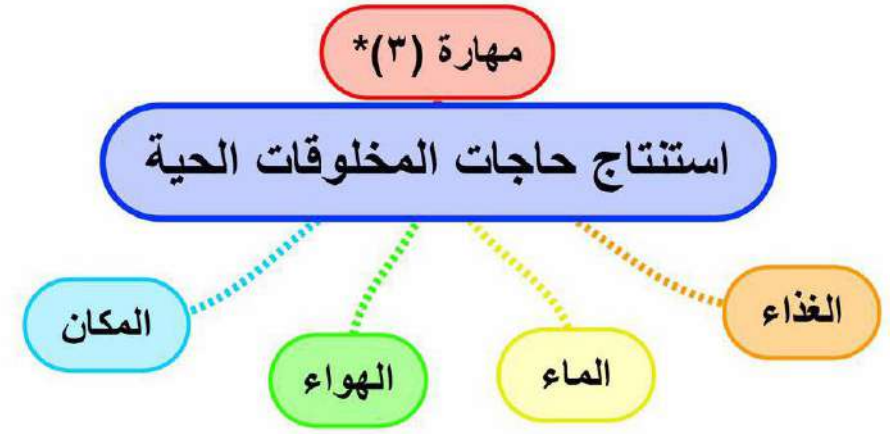 مهارة (٣)*
استنتاج حاجات المخلوقات الحية
الغذاء
الماء
الهواء
المكان